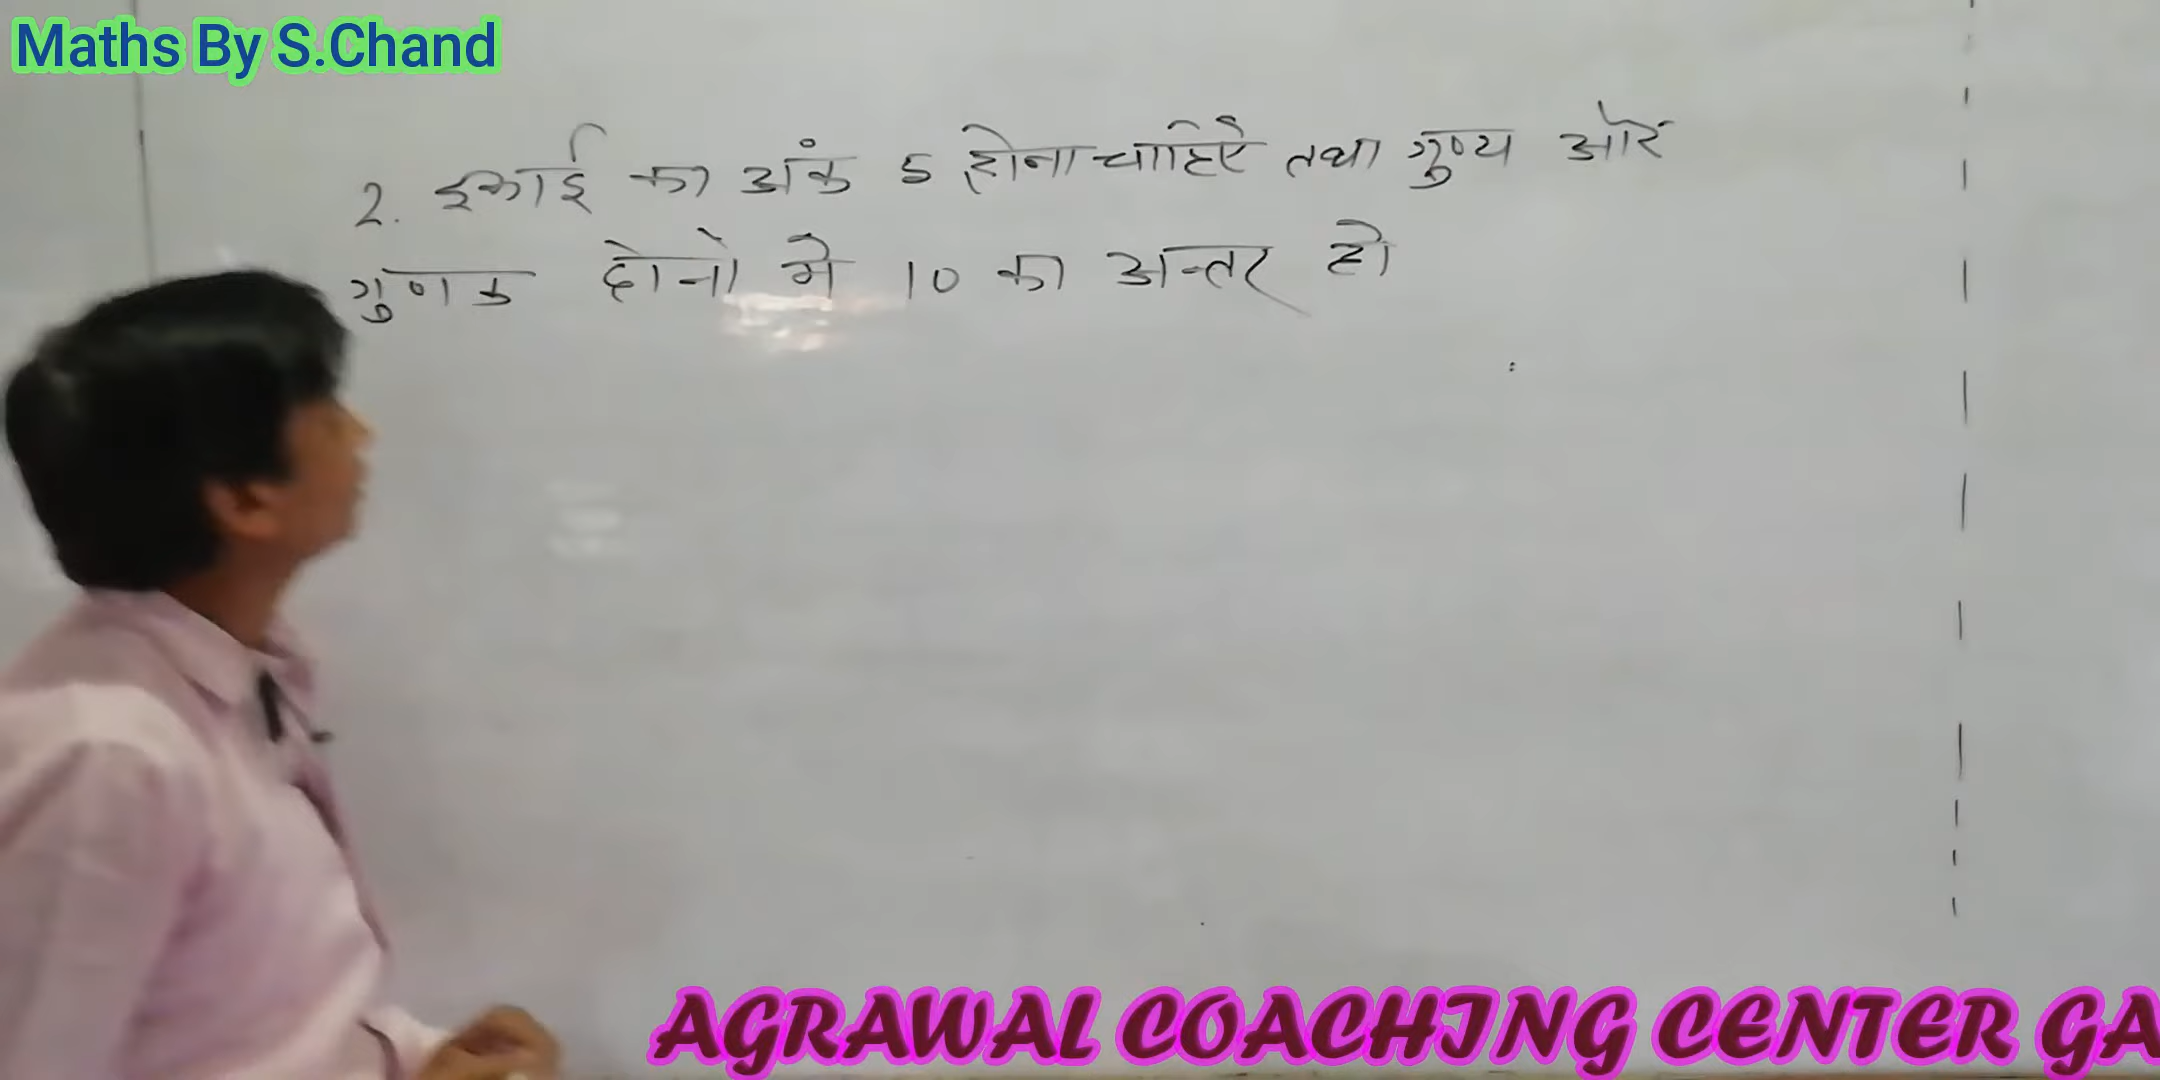 Maths By S.Chand
2. इकाई का अंक 5 होना चाहिए तथा गुण्य और
गुणक दोनो मे 10 का अन्तर हो
AGRAWAL COACHING CENTER GA